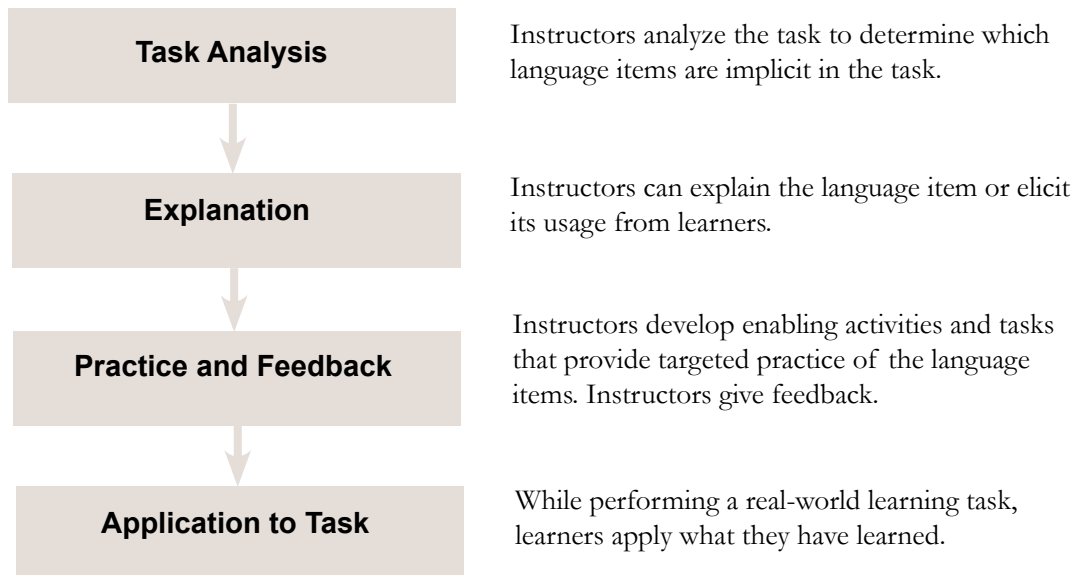 Task Analysis
Instructors analyze the task to determine which
language items are implicit in the task.
Explanation
Instructors can explain the language item or elicit
its usage from learners.
Practice and Feedback
Instructors develop enabling activities and tasks
that provide targeted practice of the language
items. Instructors give feedback.
Application to Task
While performing a real-world learning task,
learners apply what they have learned.